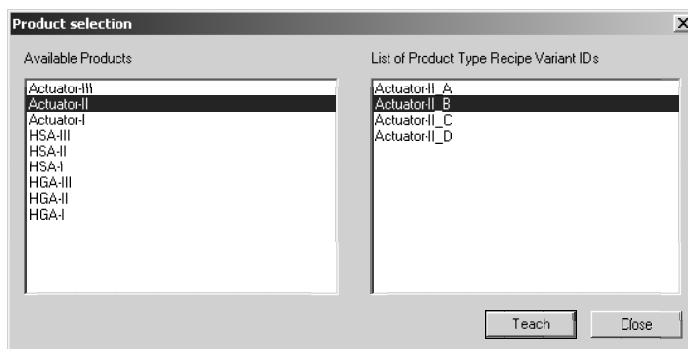 Product selection
Available Products
Actuator-III
Actuator-II
Actuator-I
HSA-III
HSA-II
HSA-I
HGA-III
HGA-II
HGA-I
List of Product Type Recipe Variant IDs
Actuator-II_A
Actuator-II_B
Actuator-II_C
Actuator-II_D
Teach
Close